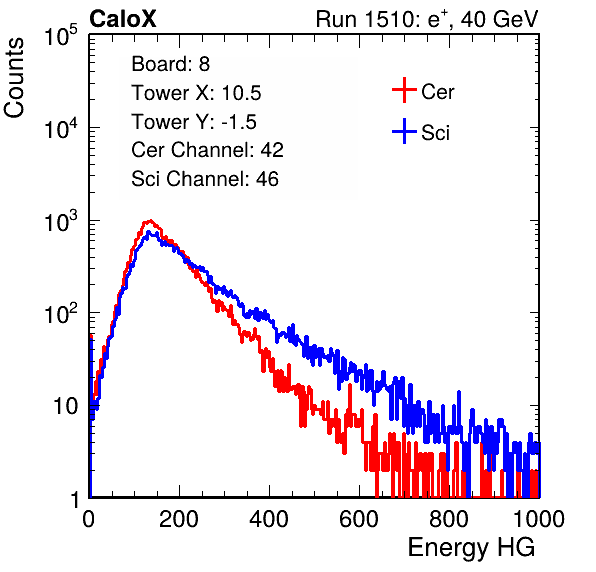 CaloX Run 1510: e⁺, 40 GeV
Counts
10⁵
10⁴
10³
10²
10
1
Board: 8
Tower X: 10.5
Tower Y: -1.5
Cer Channel: 42
Sci Channel: 46
Cer
Sci
0 200 400 600 800 1000
Energy HG